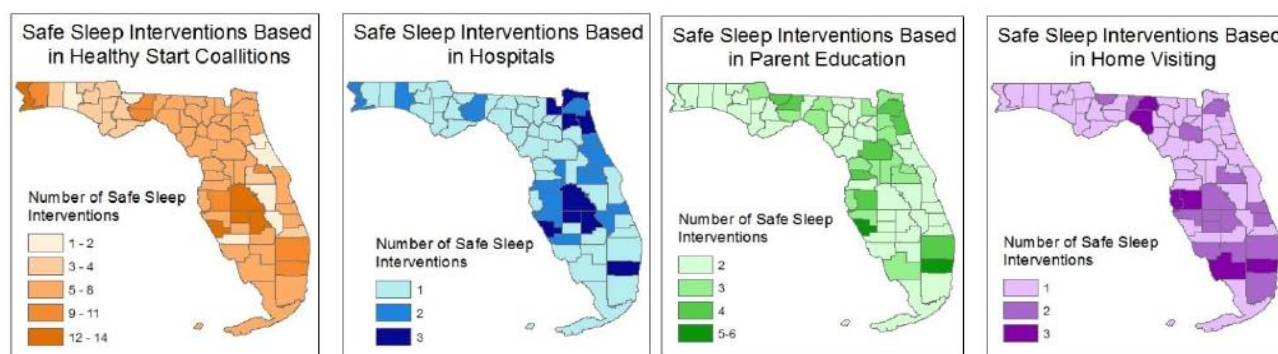 Safe Sleep Interventions Based
in Healthy Start Coallitions
Number of Safe Sleep
Interventions
1 - 2
3 - 4
5 - 8
9 - 11
12 - 14
Safe Sleep Interventions Based
in Hospitals
Number of Safe Sleep
Interventions
1
2
3
Safe Sleep Interventions Based
in Parent Education
Number of Safe Sleep
Interventions
2
3
4
5-6
Safe Sleep Interventions Based
in Home Visiting
Number of Safe Sleep
Interventions
1
2
3